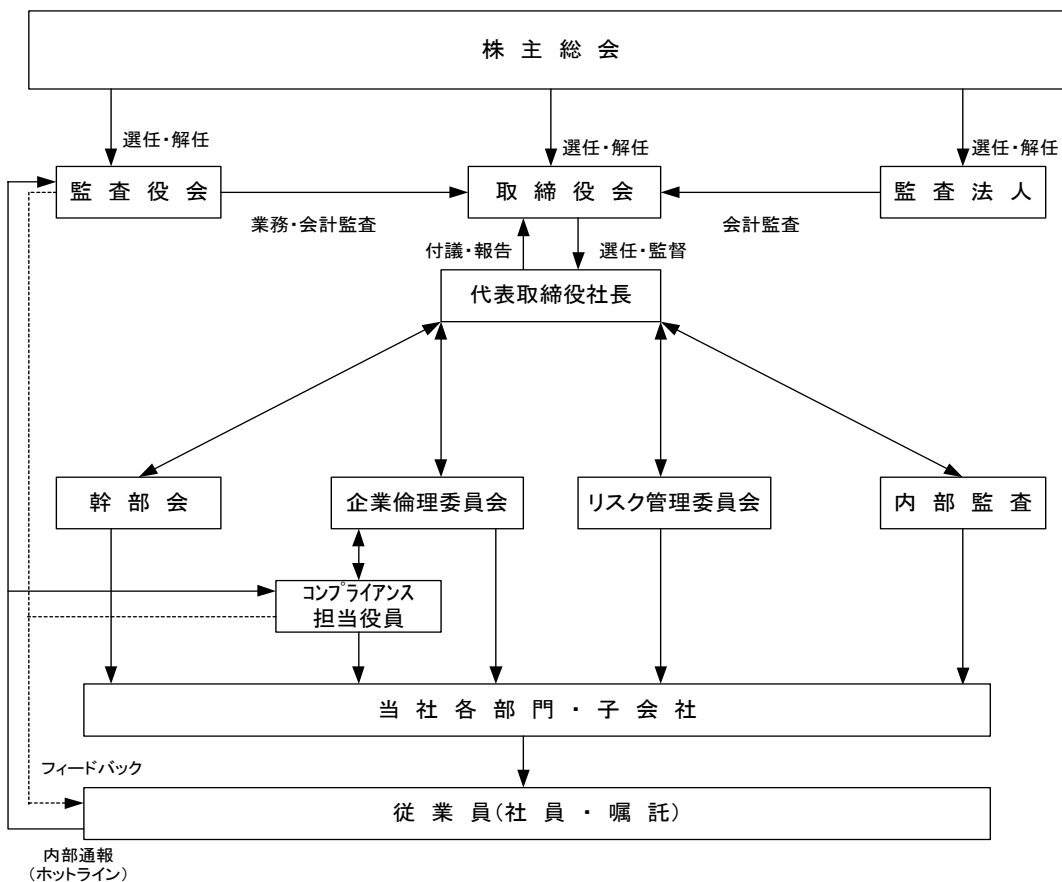 株主総会
選任・解任
選任・解任
選任・解任
監査役会
取締役会
監査法人
業務・会計監査
会計監査
付議・報告
選任・監督
代表取締役社長
幹部会
企業倫理委員会
リスク管理委員会
内部監査
コンプライアンス
担当役員
当社各部門・子会社
フィードバック
従業員(社員・嘱託)
内部通報
(ホットライン)